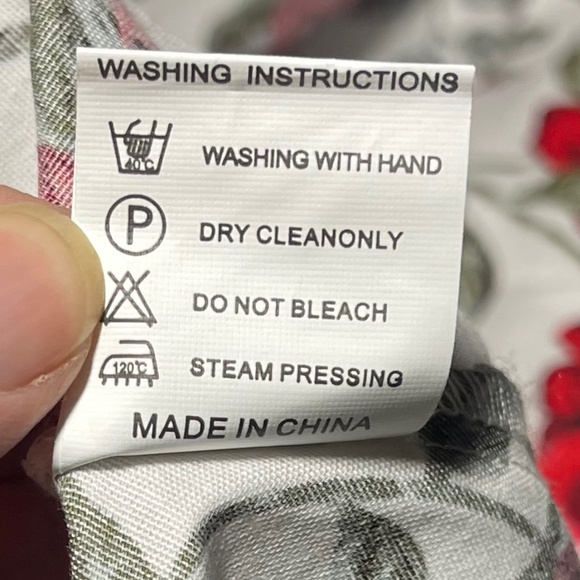 WASHING INSTRUCTIONS
40°C WASHING WITH HAND
P DRY CLEANONLY
DO NOT BLEACH
120°C STEAM PRESSING
MADE IN CHINA